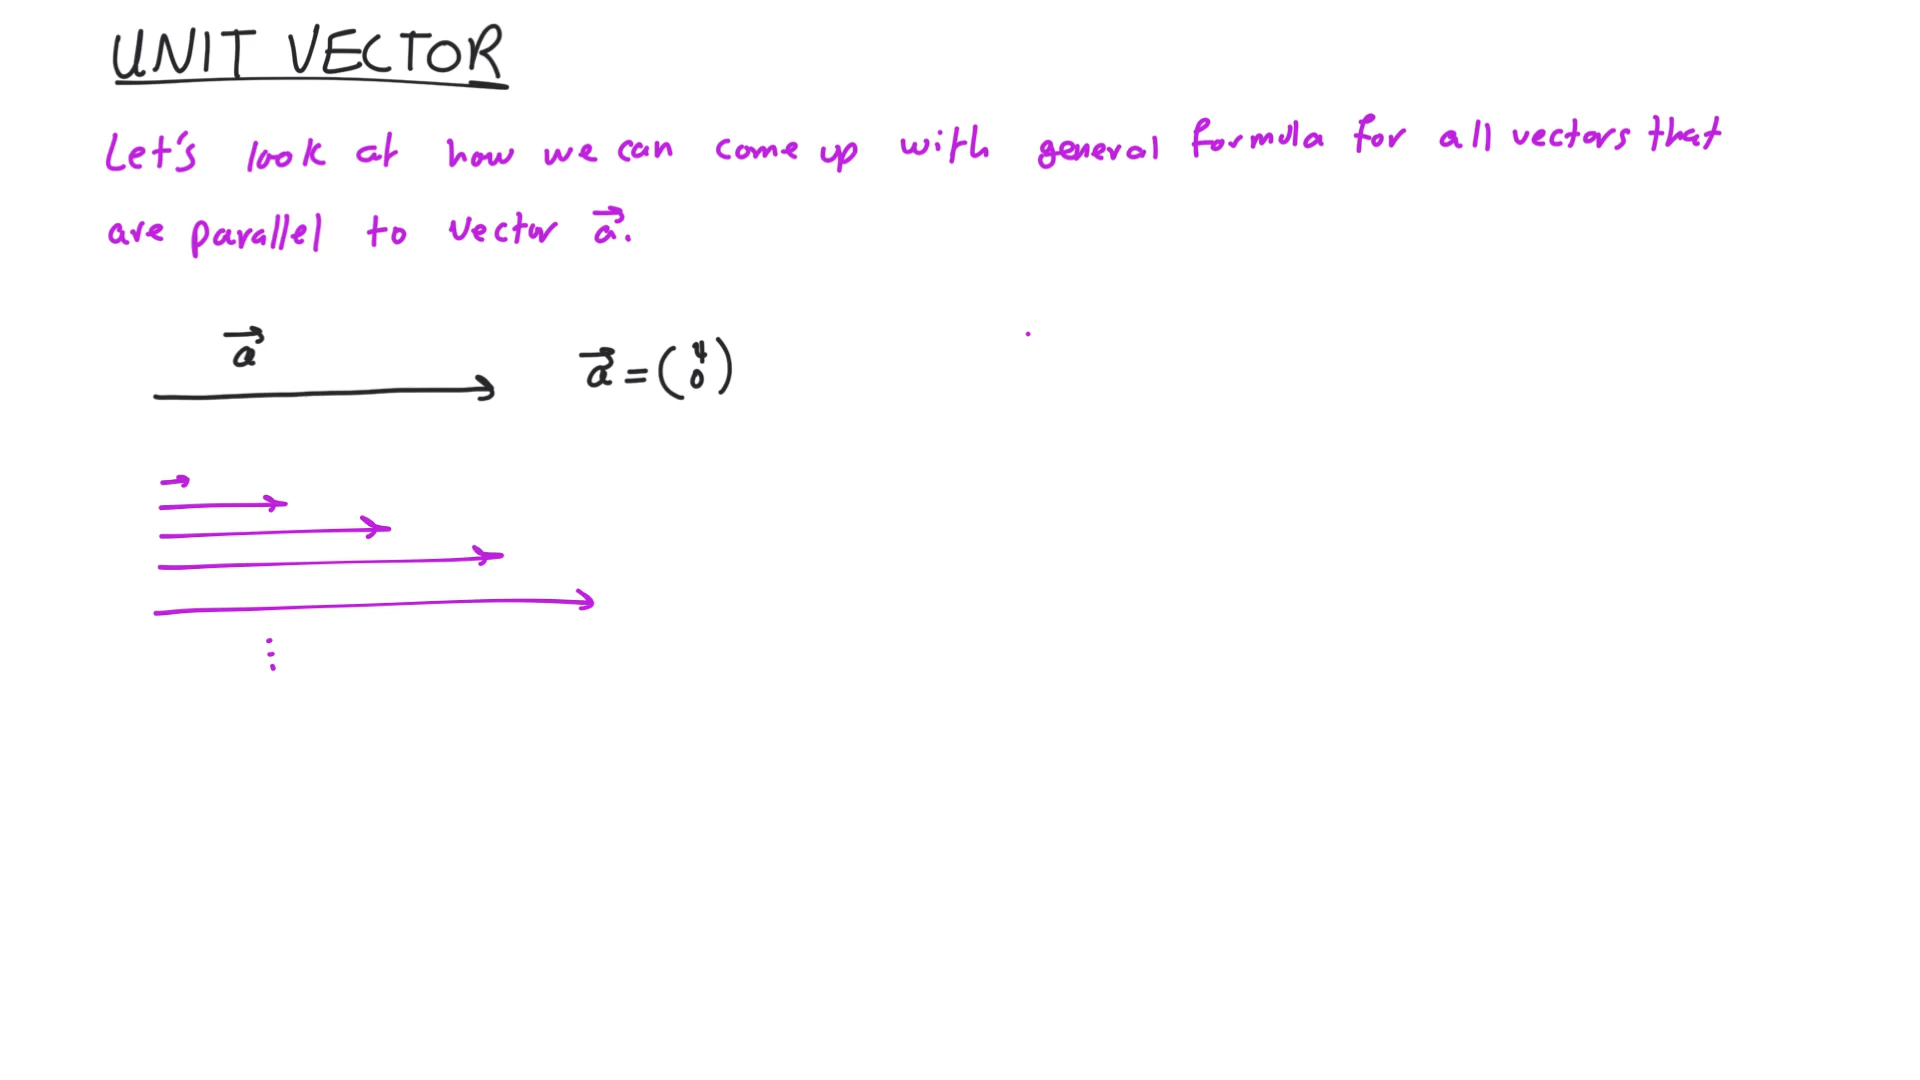 UNIT VECTOR
Let's look at how we can come up with general formula for all vectors that
are parallel to vector a⃗.
a⃗
a⃗ = (4
0)